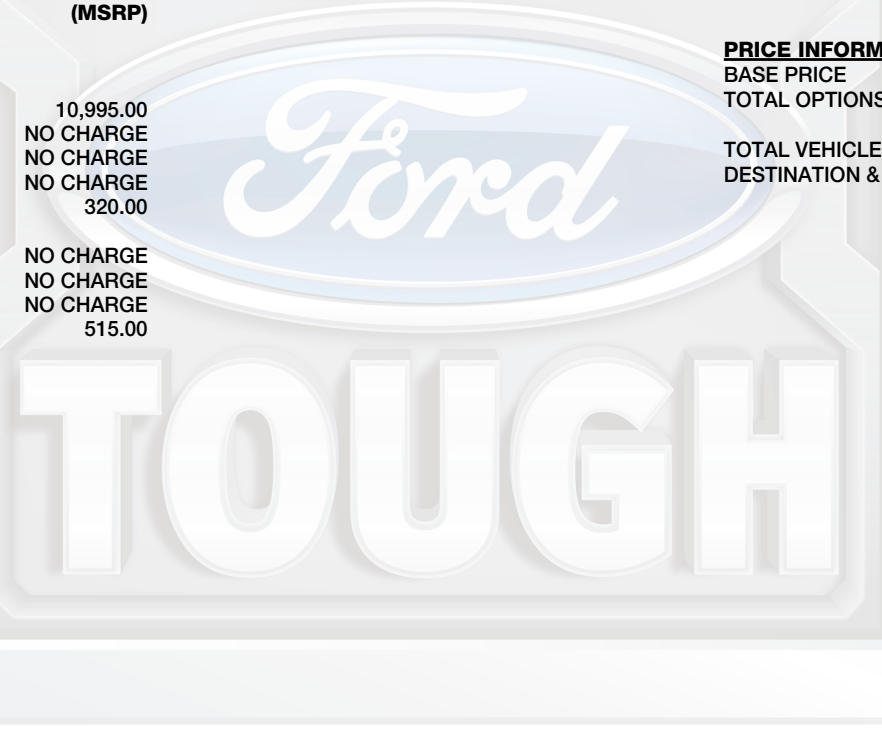 (MSRP)
10,995.00
NO CHARGE
NO CHARGE
NO CHARGE
320.00
NO CHARGE
NO CHARGE
NO CHARGE
515.00
PRICE INFORM
BASE PRICE
TOTAL OPTIONS
TOTAL VEHICLE
DESTINATION &
Ford
TOUGH